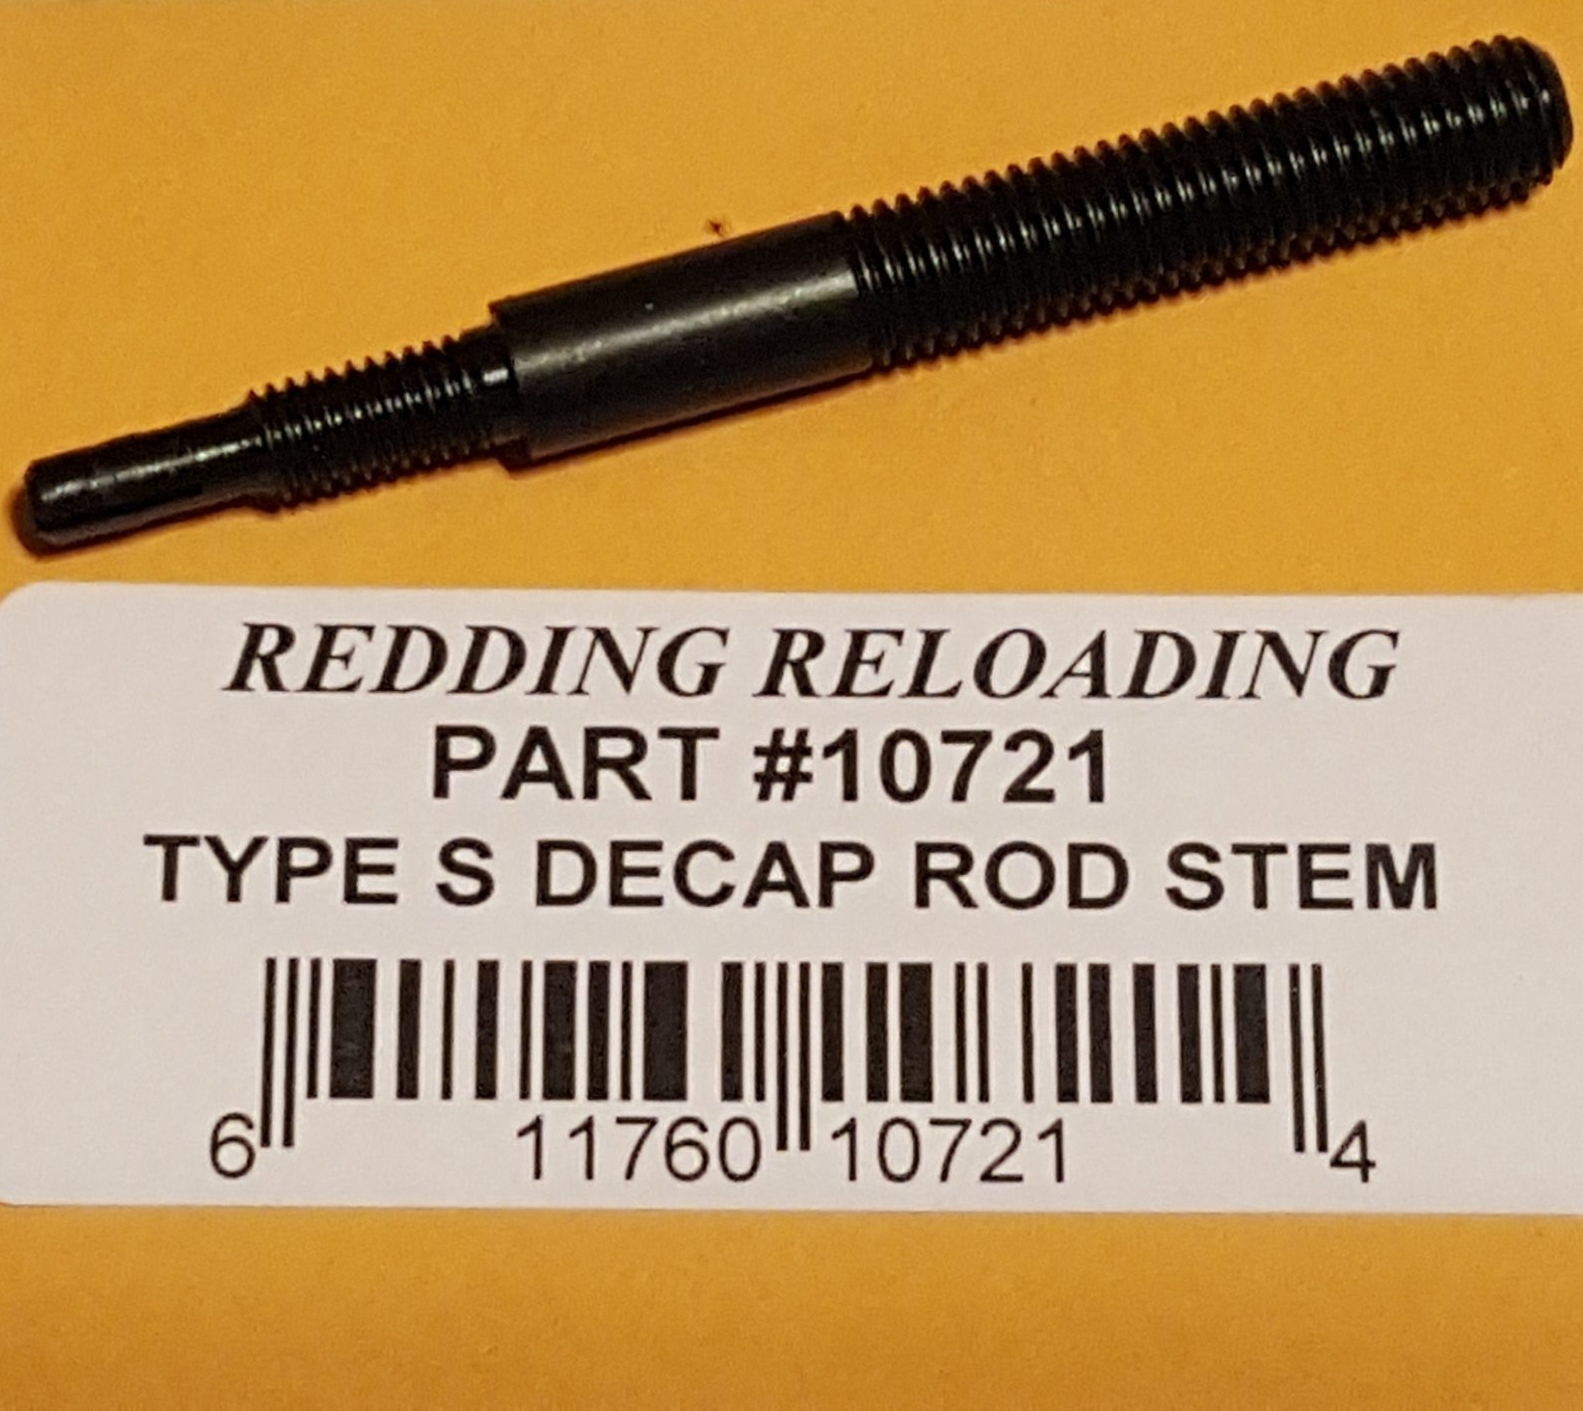 REDDING RELOADING
PART #10721
TYPE S DECAP ROD STEM
6 11760 10721 4